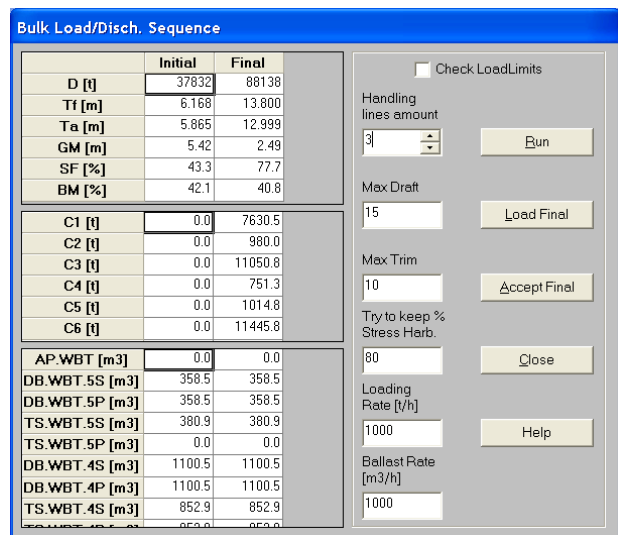 Bulk Load/Disch. Sequence
Initial Final
D [t] 37832 88138
Tf [m] 6.168 13.800
Ta [m] 5.865 12.999
GM [m] 5.42 2.49
SF [%] 43.3 77.7
BM [%] 42.1 40.8
C1 [t] 0.0 7630.5
C2 [t] 0.0 980.0
C3 [t] 0.0 11050.8
C4 [t] 0.0 751.3
C5 [t] 0.0 1014.8
C6 [t] 0.0 11445.8
AP.WBT [m3] 0.0 0.0
DB.WBT.5S [m3] 358.5 358.5
DB.WBT.5P [m3] 358.5 358.5
TS.WBT.5S [m3] 380.9 380.9
TS.WBT.5P [m3] 0.0 0.0
DB.WBT.4S [m3] 1100.5 1100.5
DB.WBT.4P [m3] 1100.5 1100.5
TS.WBT.4S [m3] 852.9 852.9
Check LoadLimits
Handling
lines amount
3
Run
Max Draft
15
Load Final
Max Trim
10
Accept Final
Try to keep %
Stress Harb.
80
Close
Loading
Rate [t/h]
1000
Help
Ballast Rate
[m3/h]
1000